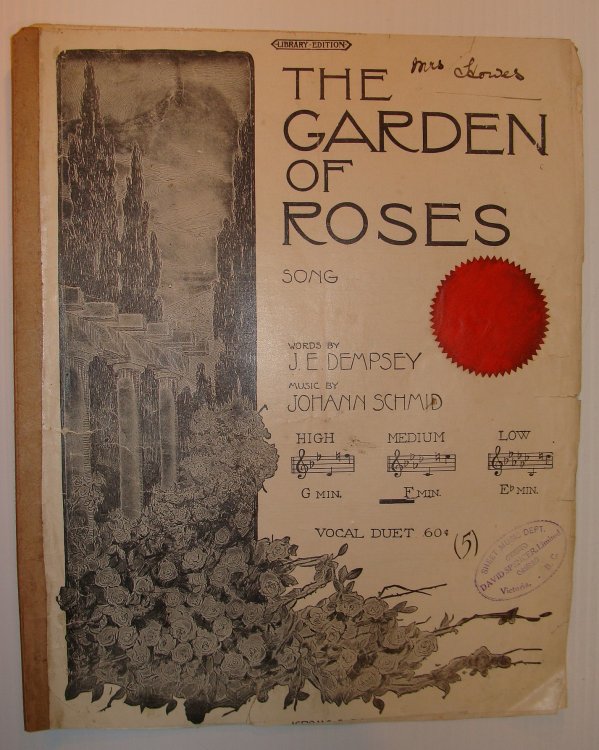 LIBRARY·EDITION
Mrs Howes
THE
GARDEN
OF
ROSES
SONG
WORDS BY
J. E. DEMPSEY
MUSIC BY
JOHANN SCHMID
HIGH MEDIUM LOW
G MIN. F MIN. E♭ MIN.
VOCAL DUET 60¢
(5)
SHEET MUSIC DEPT.
DAVID SPENCER, Limited
Victoria, B. C.